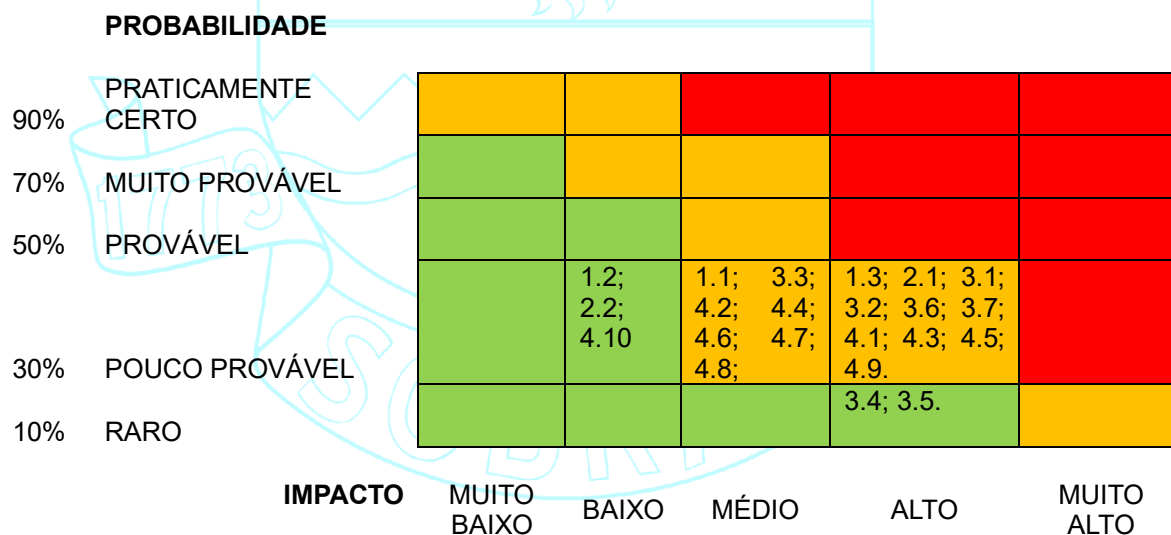 PROBABILIDADE
PRATICAMENTE
90% CERTO
70% MUITO PROVÁVEL
50% PROVÁVEL
1.2; 1.1; 3.3; 1.3; 2.1; 3.1;
2.2; 4.2; 4.4; 3.2; 3.6; 3.7;
4.10 4.6; 4.7; 4.1; 4.3; 4.5;
30% POUCO PROVÁVEL 4.8; 4.9.
3.4; 3.5.
10% RARO
IMPACTO MUITO BAIXO MÉDIO ALTO MUITO
BAIXO ALTO
1773